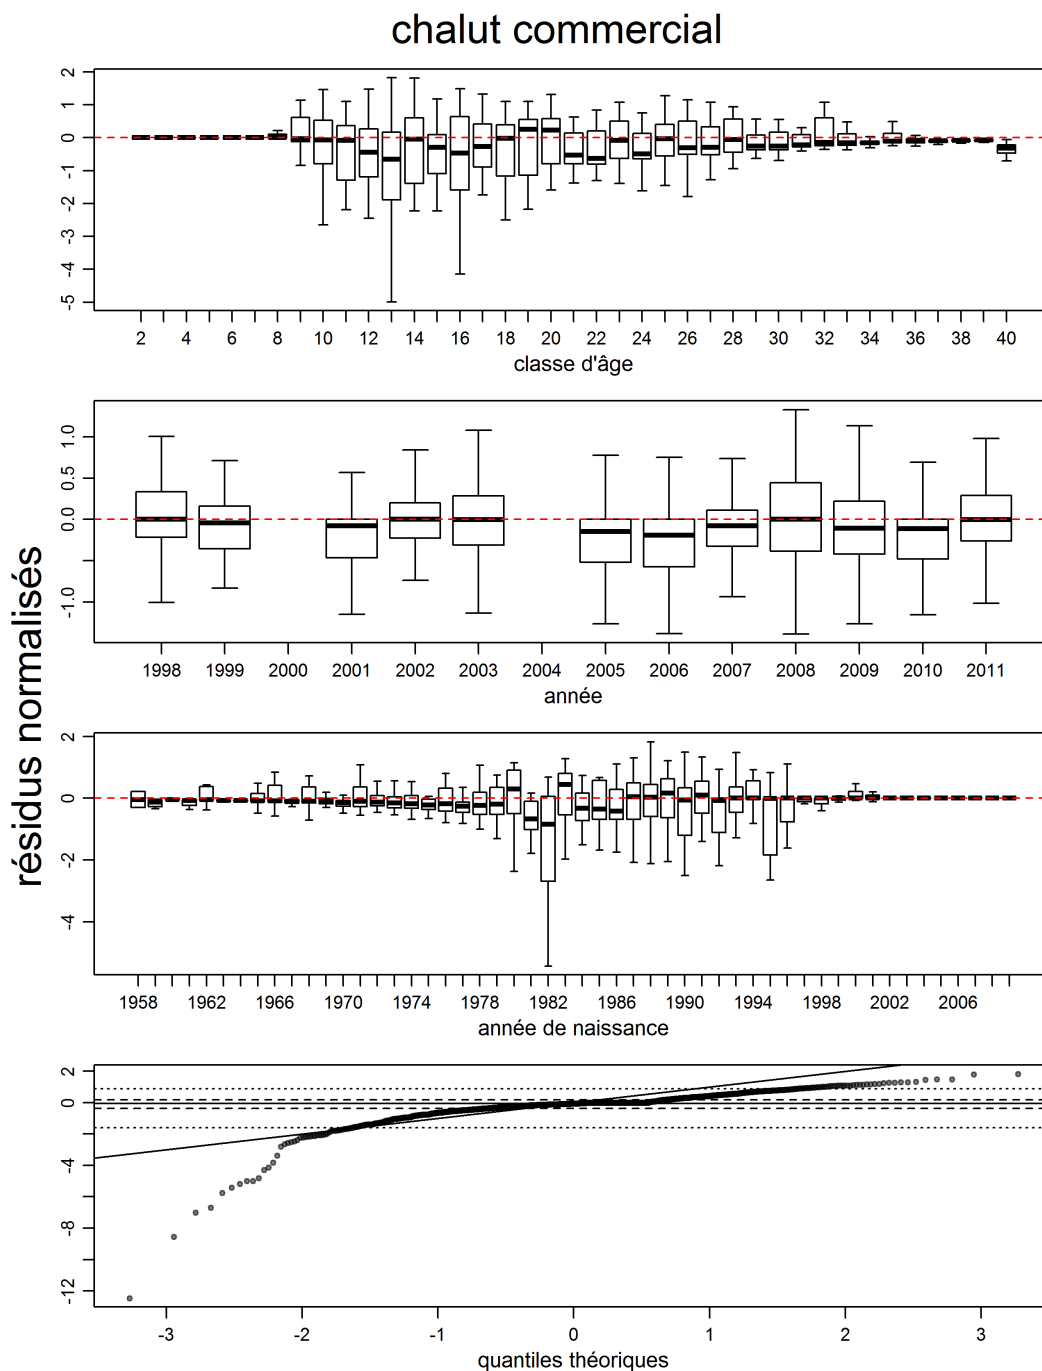 chalut commercial
résidus normalisés
2
1
0
-1
-2
-3
-4
-5
2 4 6 8 10 12 14 16 18 20 22 24 26 28 30 32 34 36 38 40
classe d'âge
1.0
0.5
0.0
-1.0
1998 1999 2000 2001 2002 2003 2004 2005 2006 2007 2008 2009 2010 2011
année
2
0
-2
-4
1958 1962 1966 1970 1974 1978 1982 1986 1990 1994 1998 2002 2006
année de naissance
2
0
-4
-8
-12
-3 -2 -1 0 1 2 3
quantiles théoriques